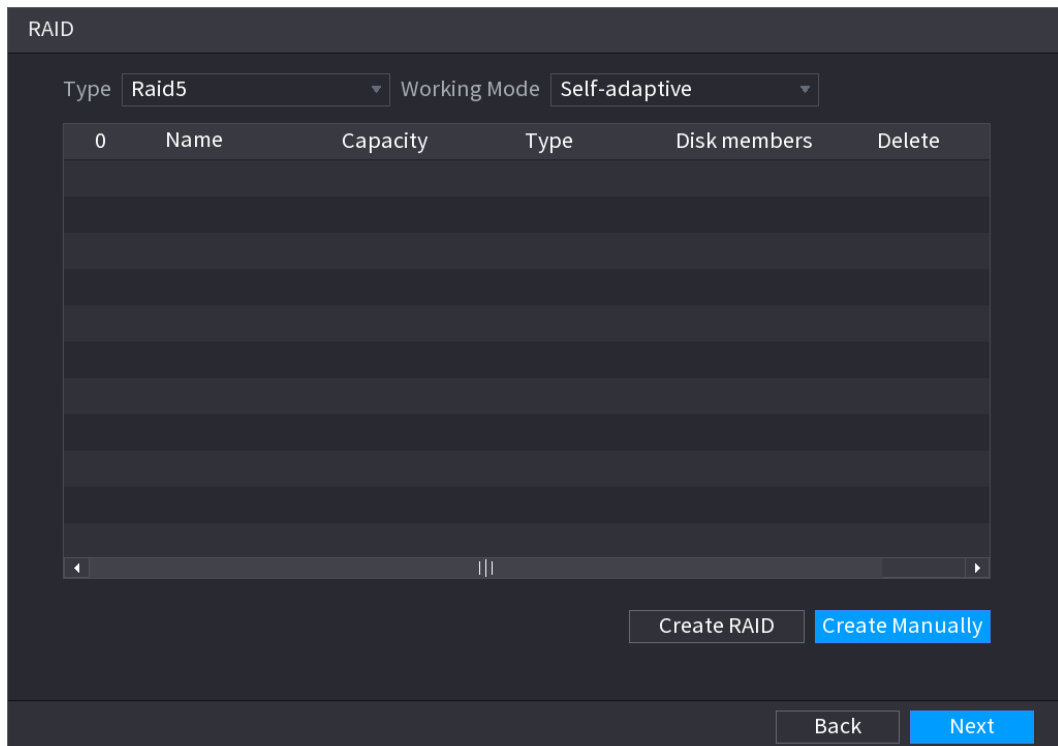 RAID
Type Raid5 Working Mode Self-adaptive
0 Name Capacity Type Disk members Delete
Create RAID Create Manually
Back Next